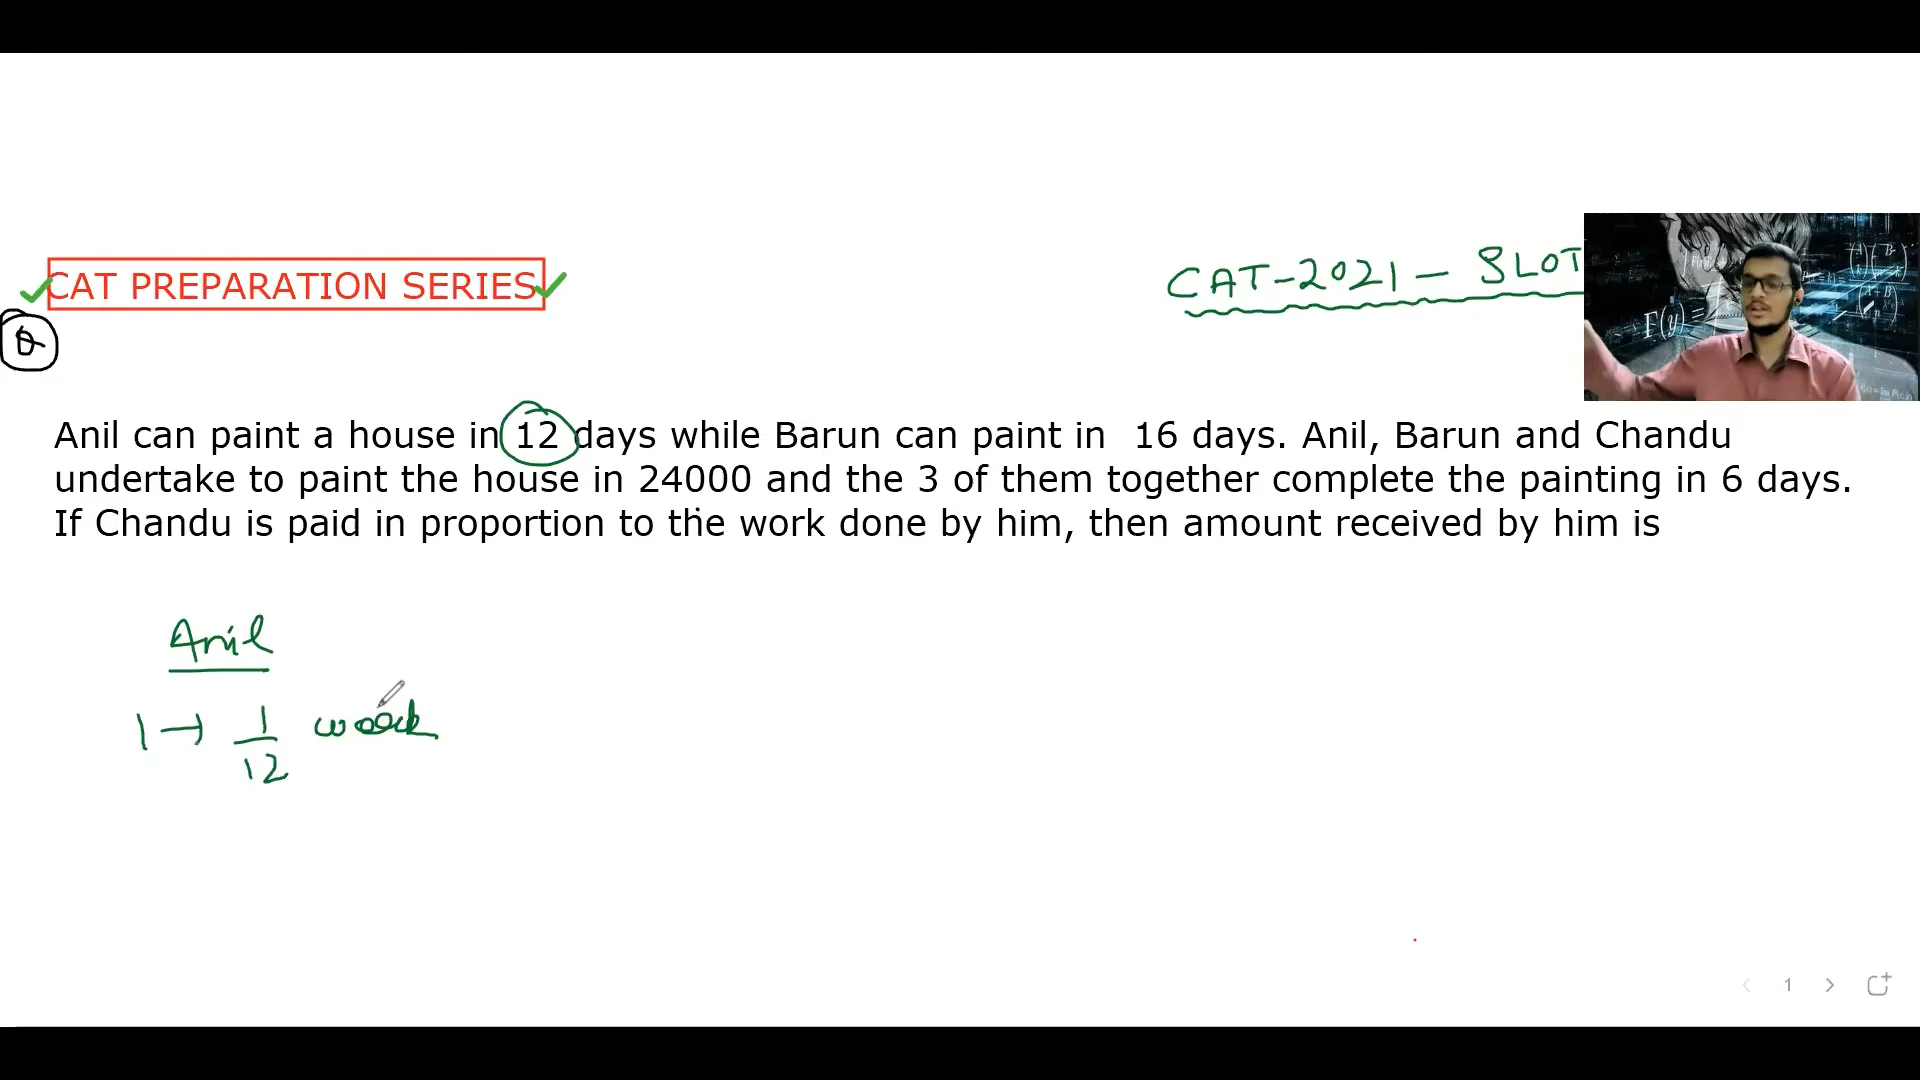 CAT-2021 - SLOT
CAT PREPARATION SERIES
Q
Anil can paint a house in 12 days while Barun can paint in 16 days. Anil, Barun and Chandu
undertake to paint the house in 24000 and the 3 of them together complete the painting in 6 days.
If Chandu is paid in proportion to the work done by him, then amount received by him is
Anil
1 → 1/12 work
1